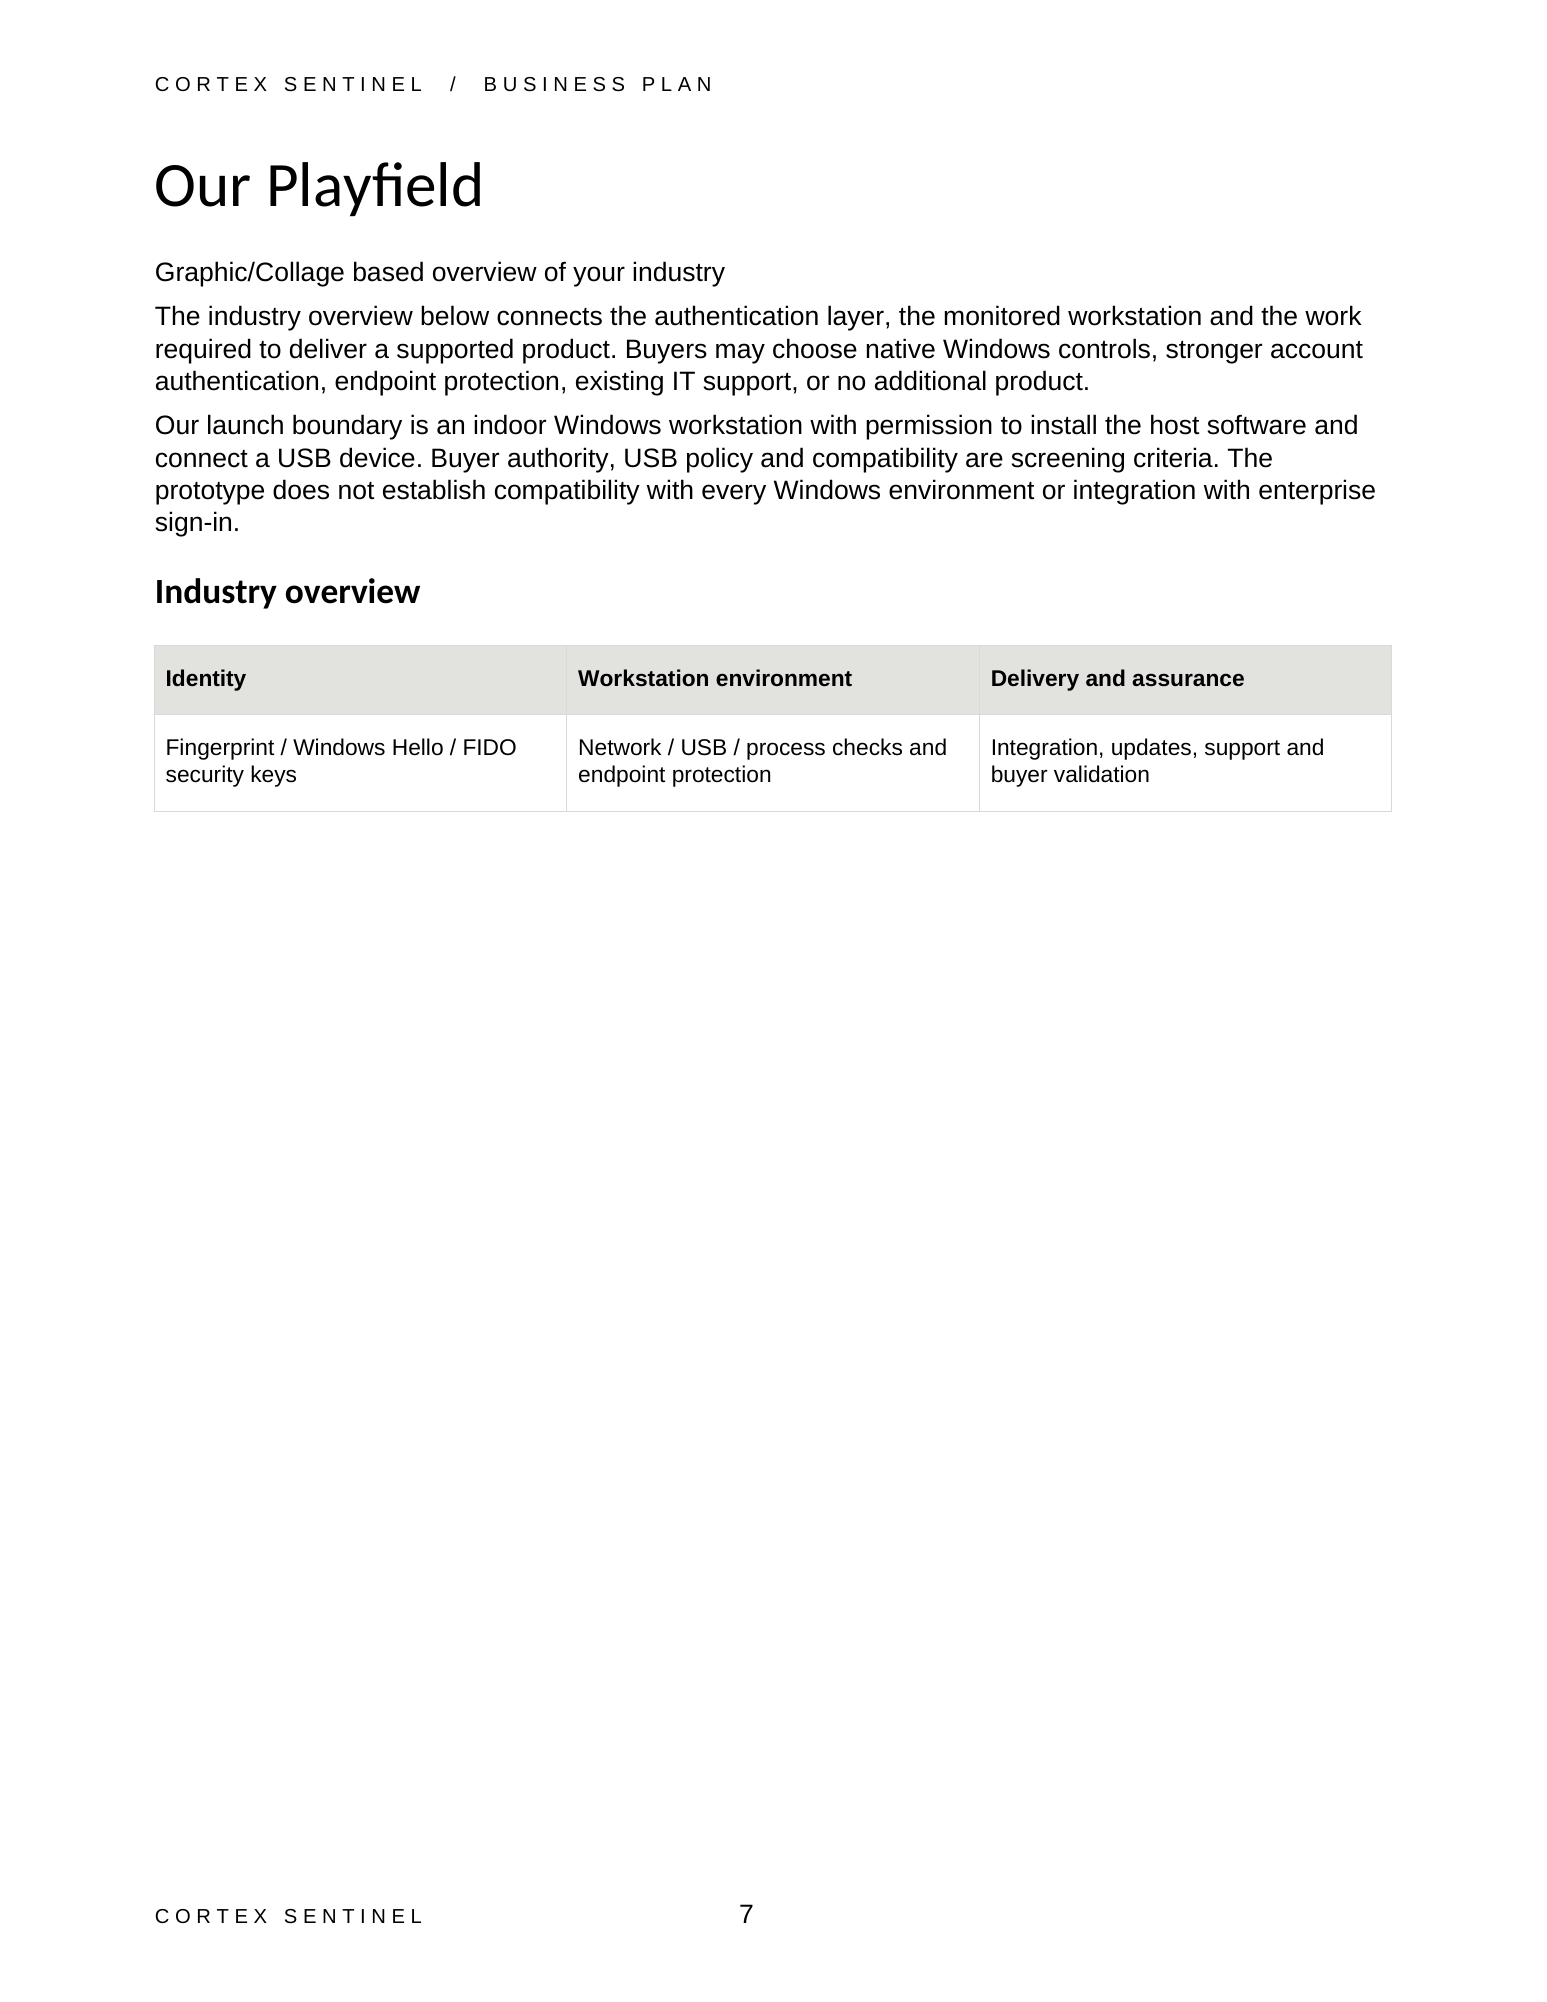 CORTEX SENTINEL / BUSINESS PLAN
Our Playfield
Graphic/Collage based overview of your industry
The industry overview below connects the authentication layer, the monitored workstation and the work
required to deliver a supported product. Buyers may choose native Windows controls, stronger account
authentication, endpoint protection, existing IT support, or no additional product.
Our launch boundary is an indoor Windows workstation with permission to install the host software and
connect a USB device. Buyer authority, USB policy and compatibility are screening criteria. The
prototype does not establish compatibility with every Windows environment or integration with enterprise
sign-in.
Industry overview
Identity
Workstation environment
Delivery and assurance
Fingerprint / Windows Hello / FIDO
security keys
Network / USB / process checks and
endpoint protection
Integration, updates, support and
buyer validation
CORTEX SENTINEL
7